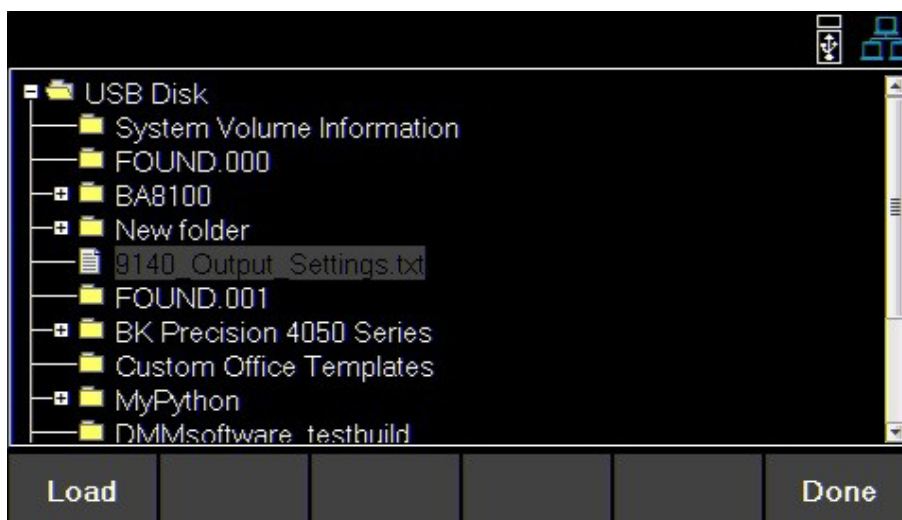 USB Disk
System Volume Information
FOUND.000
BA8100
New folder
9140_Output_Settings.txt
FOUND.001
BK Precision 4050 Series
Custom Office Templates
MyPython
DMMsoftware_testbuild
Load
Done